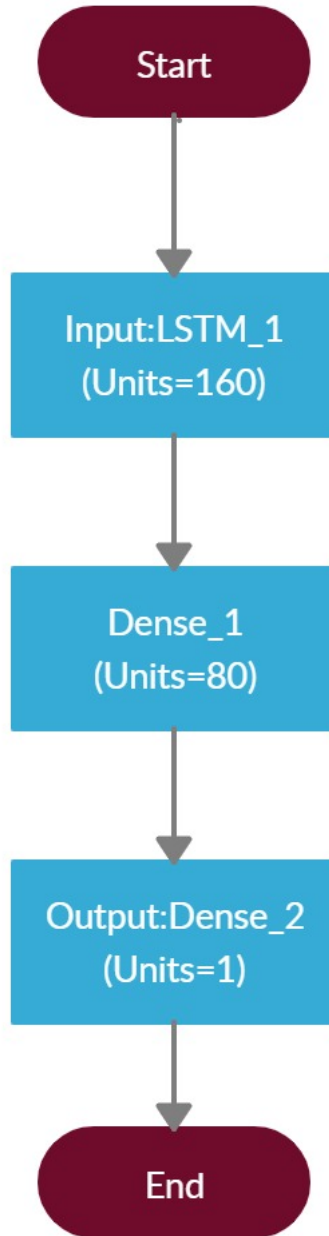 Start
Input:LSTM_1
(Units=160)
Dense_1
(Units=80)
Output:Dense_2
(Units=1)
End